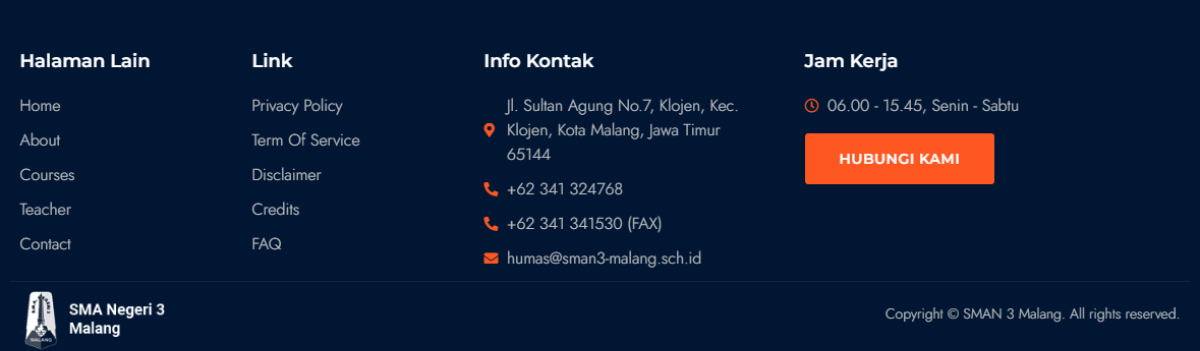 Halaman Lain
Home
About
Courses
Teacher
Contact
Link
Privacy Policy
Term Of Service
Disclaimer
Credits
FAQ
Info Kontak
Jl. Sultan Agung No.7, Klojen, Kec.
Klojen, Kota Malang, Jawa Timur
65144
+62 341 324768
+62 341 341530 (FAX)
humas@sman3-malang.sch.id
Jam Kerja
06.00 - 15.45, Senin - Sabtu
HUBUNGI KAMI
MALANG
SMA Negeri 3
Malang
Copyright © SMAN 3 Malang. All rights reserved.